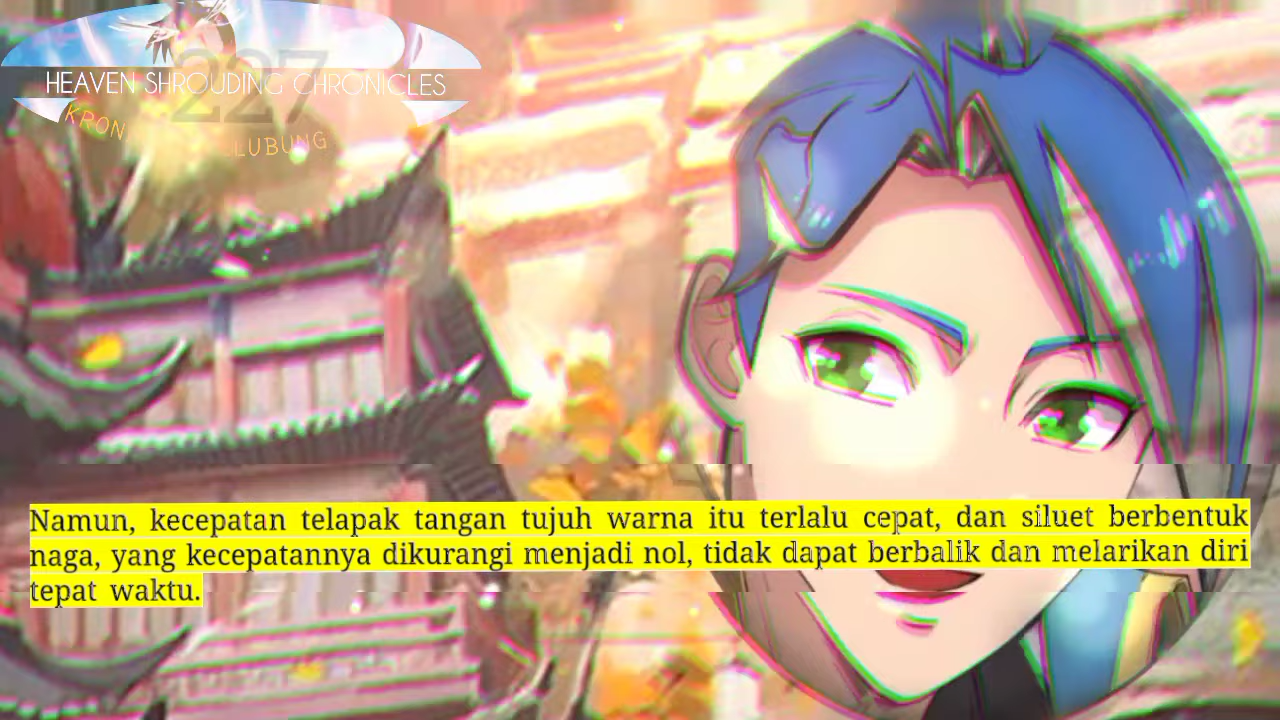 227
HEAVEN SHROUDING CHRONICLES
KRON LUBUNG
Namun, kecepatan telapak tangan tujuh warna itu terlalu cepat, dan siluet berbentuk
naga, yang kecepatannya dikurangi menjadi nol, tidak dapat berbalik dan melarikan diri
tepat waktu.